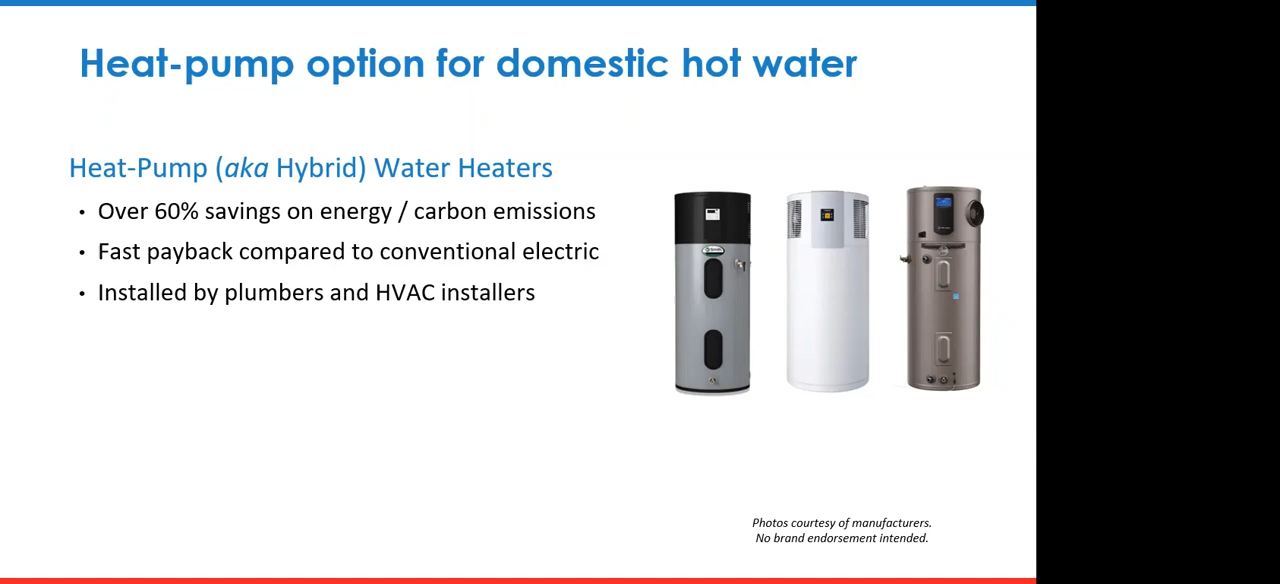 Heat-pump option for domestic hot water
Heat-Pump (aka Hybrid) Water Heaters
• Over 60% savings on energy / carbon emissions
• Fast payback compared to conventional electric
• Installed by plumbers and HVAC installers
Photos courtesy of manufacturers.
No brand endorsement intended.